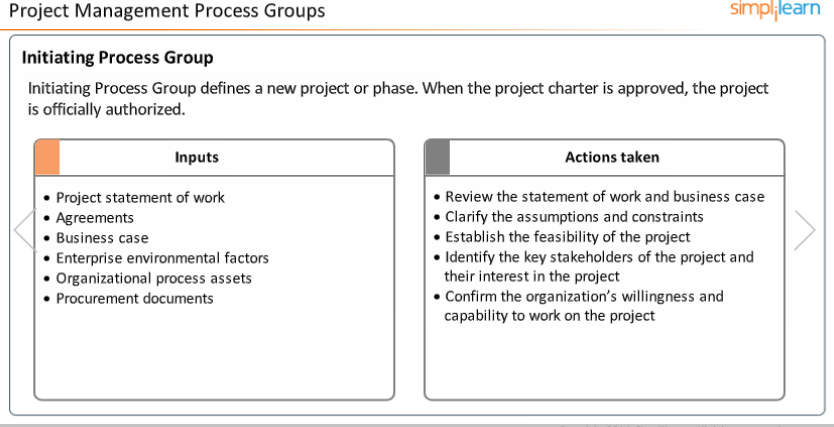 Project Management Process Groups
simplilearn
Initiating Process Group
Initiating Process Group defines a new project or phase. When the project charter is approved, the project
is officially authorized.
Inputs
• Project statement of work
• Agreements
• Business case
• Enterprise environmental factors
• Organizational process assets
• Procurement documents
Actions taken
• Review the statement of work and business case
• Clarify the assumptions and constraints
• Establish the feasibility of the project
• Identify the key stakeholders of the project and
their interest in the project
• Confirm the organization's willingness and
capability to work on the project